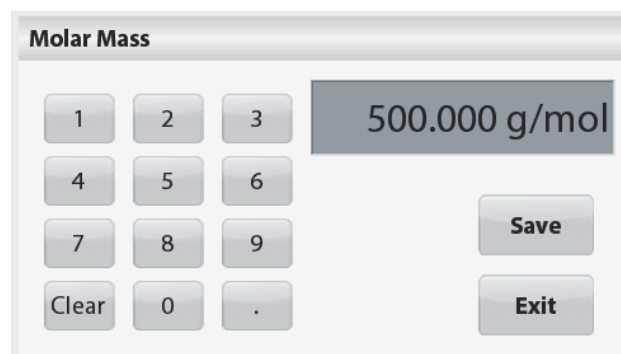 Molar Mass
1 2 3
500.000 g/mol
4 5 6
Save
7 8 9
Clear 0 .
Exit